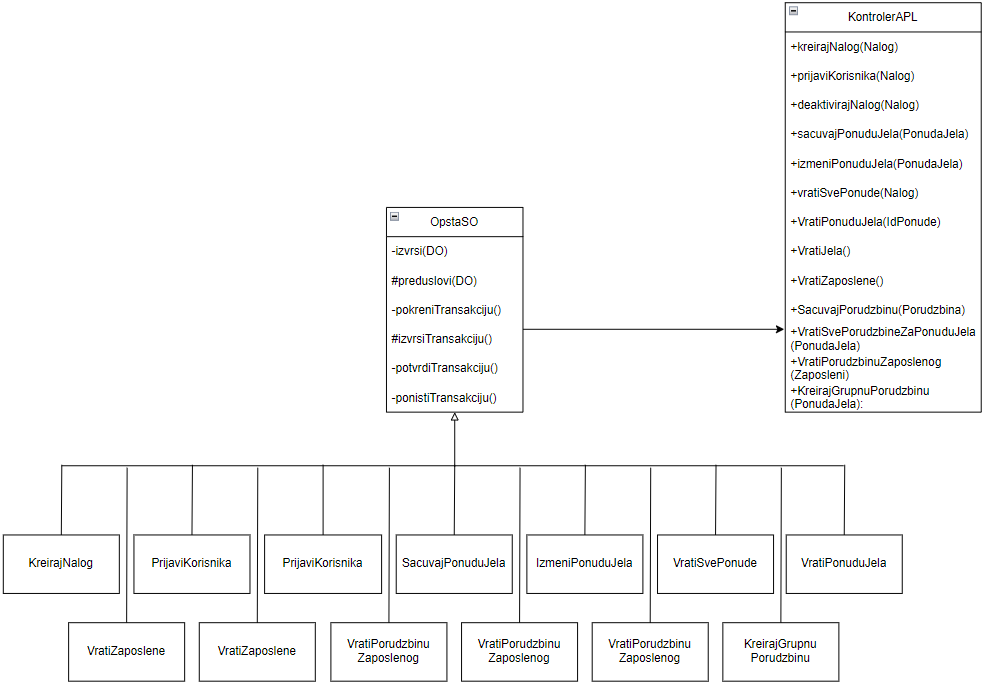 KontrolerAPL
+kreirajNalog(Nalog)
+prijaviKorisnika(Nalog)
+deaktivirajNalog(Nalog)
+sacuvajPonuduJela(PonudaJela)
+izmeniPonuduJela(PonudaJela)
+vratiSvePonude(Nalog)
+VratiPonuduJela(IdPonude)
+VratiJela()
+VratiZaposlene()
+SacuvajPorudzbinu(Porudzbina)
+VratiSvePorudzbineZaPonuduJela
(PonudaJela)
+VratiPorudzbinuZaposlenog
(Zaposleni)
+KreirajGrupnuPorudzbinu
(PonudaJela):
OpstaSO
-izvrsi(DO)
#preduslovi(DO)
-pokreniTransakciju()
#izvrsiTransakciju()
-potvrdiTransakciju()
-ponistiTransakciju()
KreirajNalog
PrijaviKorisnika
PrijaviKorisnika
SacuvajPonuduJela
IzmeniPonuduJela
VratiSvePonude
VratiPonuduJela
VratiZaposlene
VratiZaposlene
VratiPorudzbinu
Zaposlenog
VratiPorudzbinu
Zaposlenog
VratiPorudzbinu
Zaposlenog
KreirajGrupnu
Porudzbinu